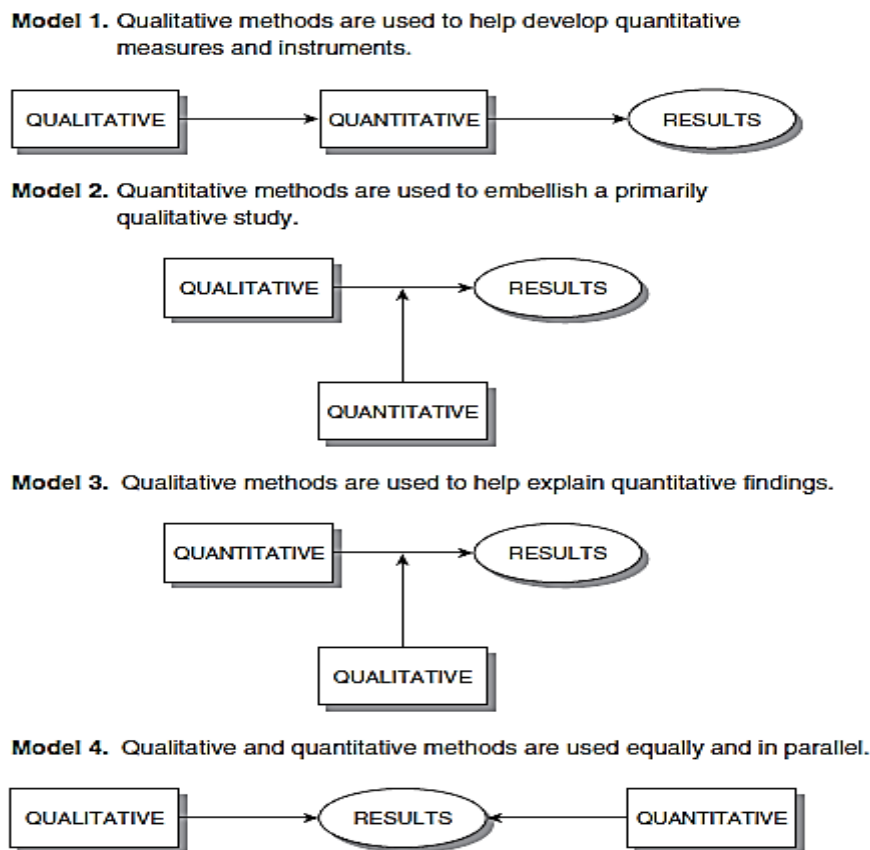 Model 1. Qualitative methods are used to help develop quantitative
measures and instruments.
QUALITATIVE
QUANTITATIVE
RESULTS
Model 2. Quantitative methods are used to embellish a primarily
qualitative study.
QUALITATIVE
RESULTS
QUANTITATIVE
Model 3. Qualitative methods are used to help explain quantitative findings.
QUANTITATIVE
RESULTS
QUALITATIVE
Model 4. Qualitative and quantitative methods are used equally and in parallel.
QUALITATIVE
RESULTS
QUANTITATIVE